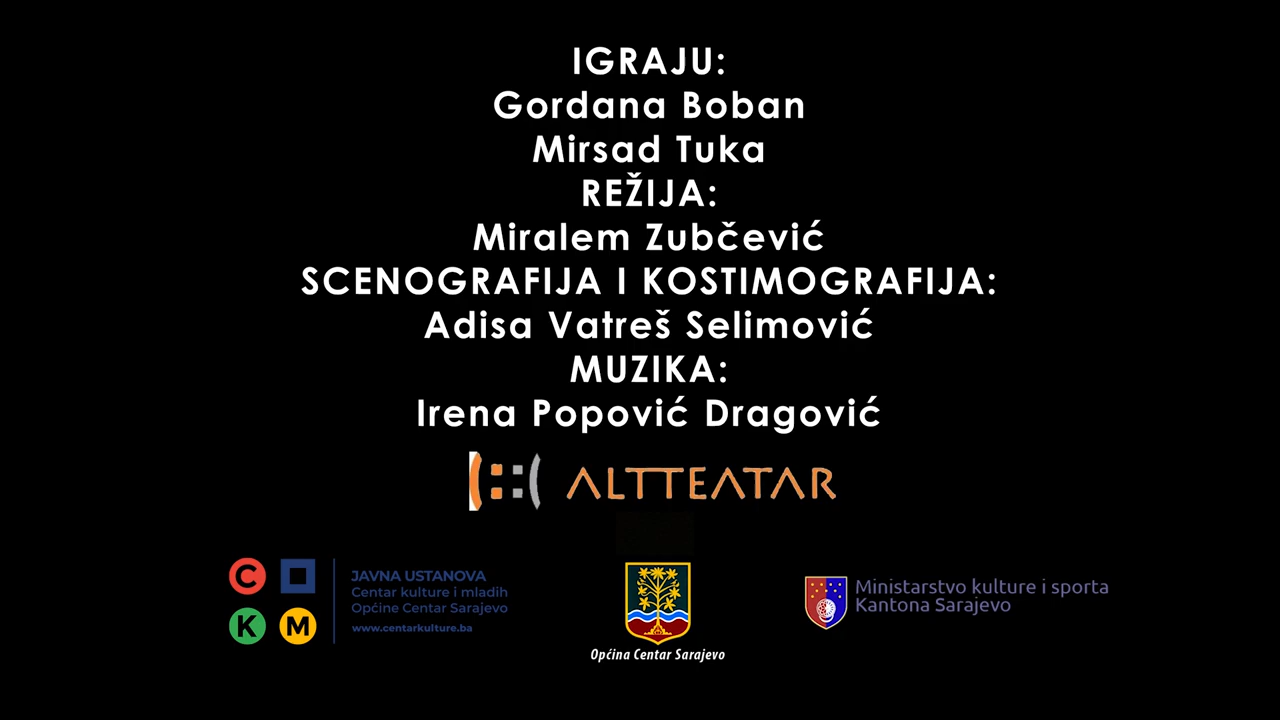 IGRAJU:
Gordana Boban
Mirsad Tuka
REŽIJA:
Miralem Zubčević
SCENOGRAFIJA I KOSTIMOGRAFIJA:
Adisa Vatreš Selimović
MUZIKA:
Irena Popović Dragović
ALTTEATAR
C
K M
JAVNA USTANOVA
Centar kulture i mladih
Općine Centar Sarajevo
www.centarkulture.ba
Općina Centar Sarajevo
Ministarstvo kulture i sporta
Kantona Sarajevo